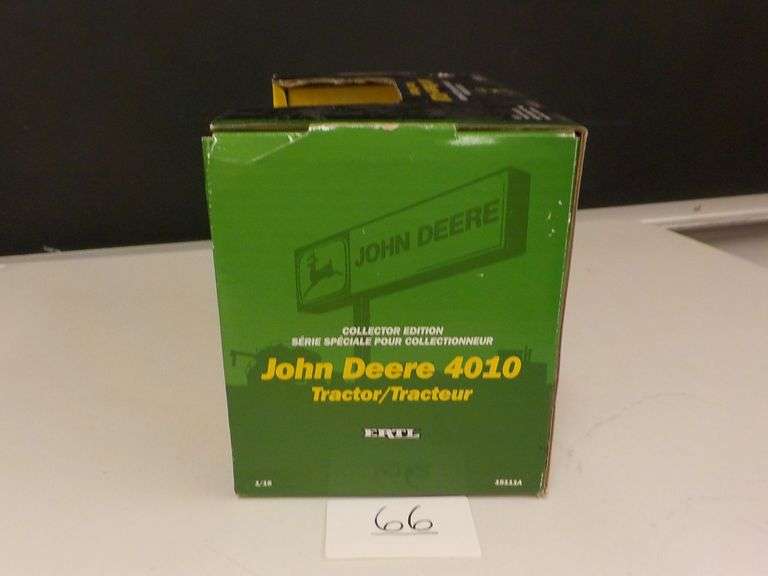 JOHN DEERE
COLLECTOR EDITION
SÉRIE SPÉCIALE POUR COLLECTIONNEUR
John Deere 4010
Tractor/Tracteur
ERTL
1/16 15111A
66